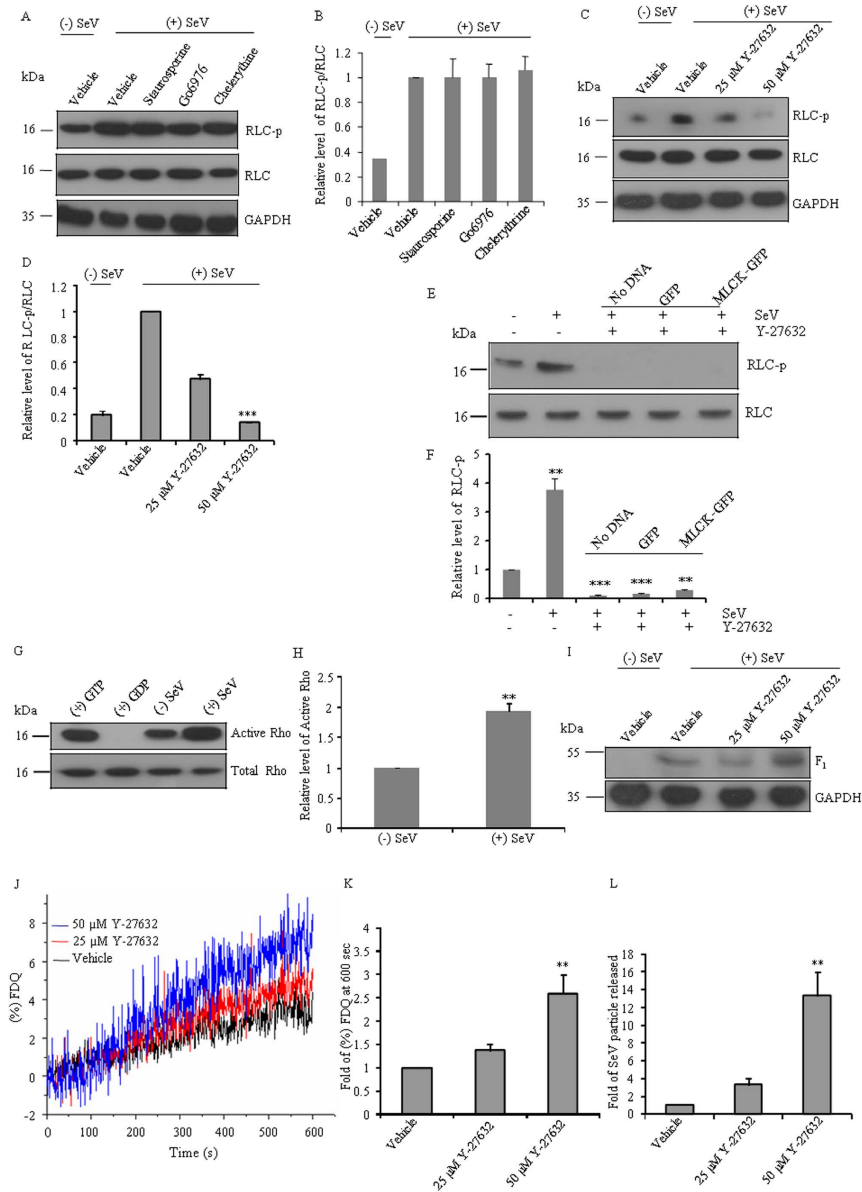 A
(-) SeV
(+) SeV
kDa
Vehicle
Vehicle
Staurosporine
Go6976
Chelerythine
16
RLC-p
16
RLC
35
GAPDH
B
(+) SeV
(-) SeV
Relative level of RLC-p/RLC
1.4
1.2
1
0.8
0.6
0.4
0.2
0
Vehicle
Vehicle
Staurosporine
Go6976
Chelerythine
C
(-) SeV
(+) SeV
kDa
Vehicle
Vehicle
25 µM Y-27632
50 µM Y-27632
16
RLC-p
16
RLC
35
GAPDH
D
(-) SeV
(+) SeV
Relative level of R LC-p/RLC
1.2
1
0.8
0.6
0.4
0.2
0
***
Vehicle
Vehicle
25 µM Y-27632
50 µM Y-27632
E
No DNA
GFP
MLCK-GFP
- + + + + SeV
kDa - - + + + Y-27632
16
RLC-p
16
RLC
F
Relative level of RLC-p
5
4
3
2
1
0
**
No DNA
GFP
MLCK-GFP
*** *** **
- + + + + SeV
- - + + + Y-27632
G
(+) GTP
(+) GDP
(-) SeV
(+) SeV
kDa
16
Active Rho
16
Total Rho
H
Relative level of Active Rho
2.5
2
1.5
1
0.5
0
**
(-) SeV
(+) SeV
I
(-) SeV
(+) SeV
kDa
Vehicle
Vehicle
25 µM Y-27632
50 µM Y-27632
55
F1
35
GAPDH
J
(%) FDQ
8
6
4
2
0
-2
50 µM Y-27632
25 µM Y-27632
Vehicle
0 100 200 300 400 500 600
Time (s)
K
Fold of (%) FDQ at 600 sec
4
3.5
3
2.5
2
1.5
1
0.5
0
**
Vehicle
25 µM Y-27632
50 µM Y-27632
L
Fold of SeV particle released
18
16
14
12
10
8
6
4
2
0
**
Vehicle
25 µM Y-27632
50 µM Y-27632